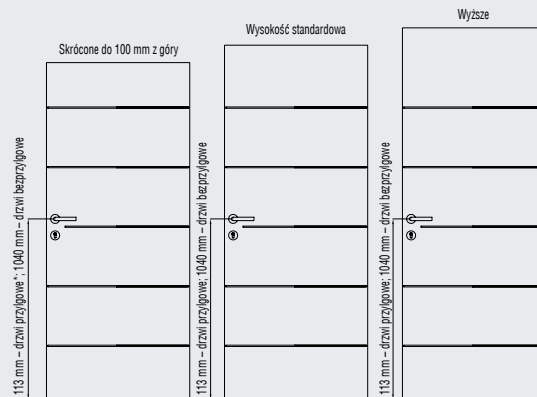 Wyższe
Wysokość standardowa
Skrócone do 100 mm z góry
113 mm – drzwi przylgowe*; 1040 mm – drzwi bezprzylgowe
113 mm – drzwi przylgowe; 1040 mm – drzwi bezprzylgowe
113 mm – drzwi przylgowe; 1040 mm – drzwi bezprzylgowe